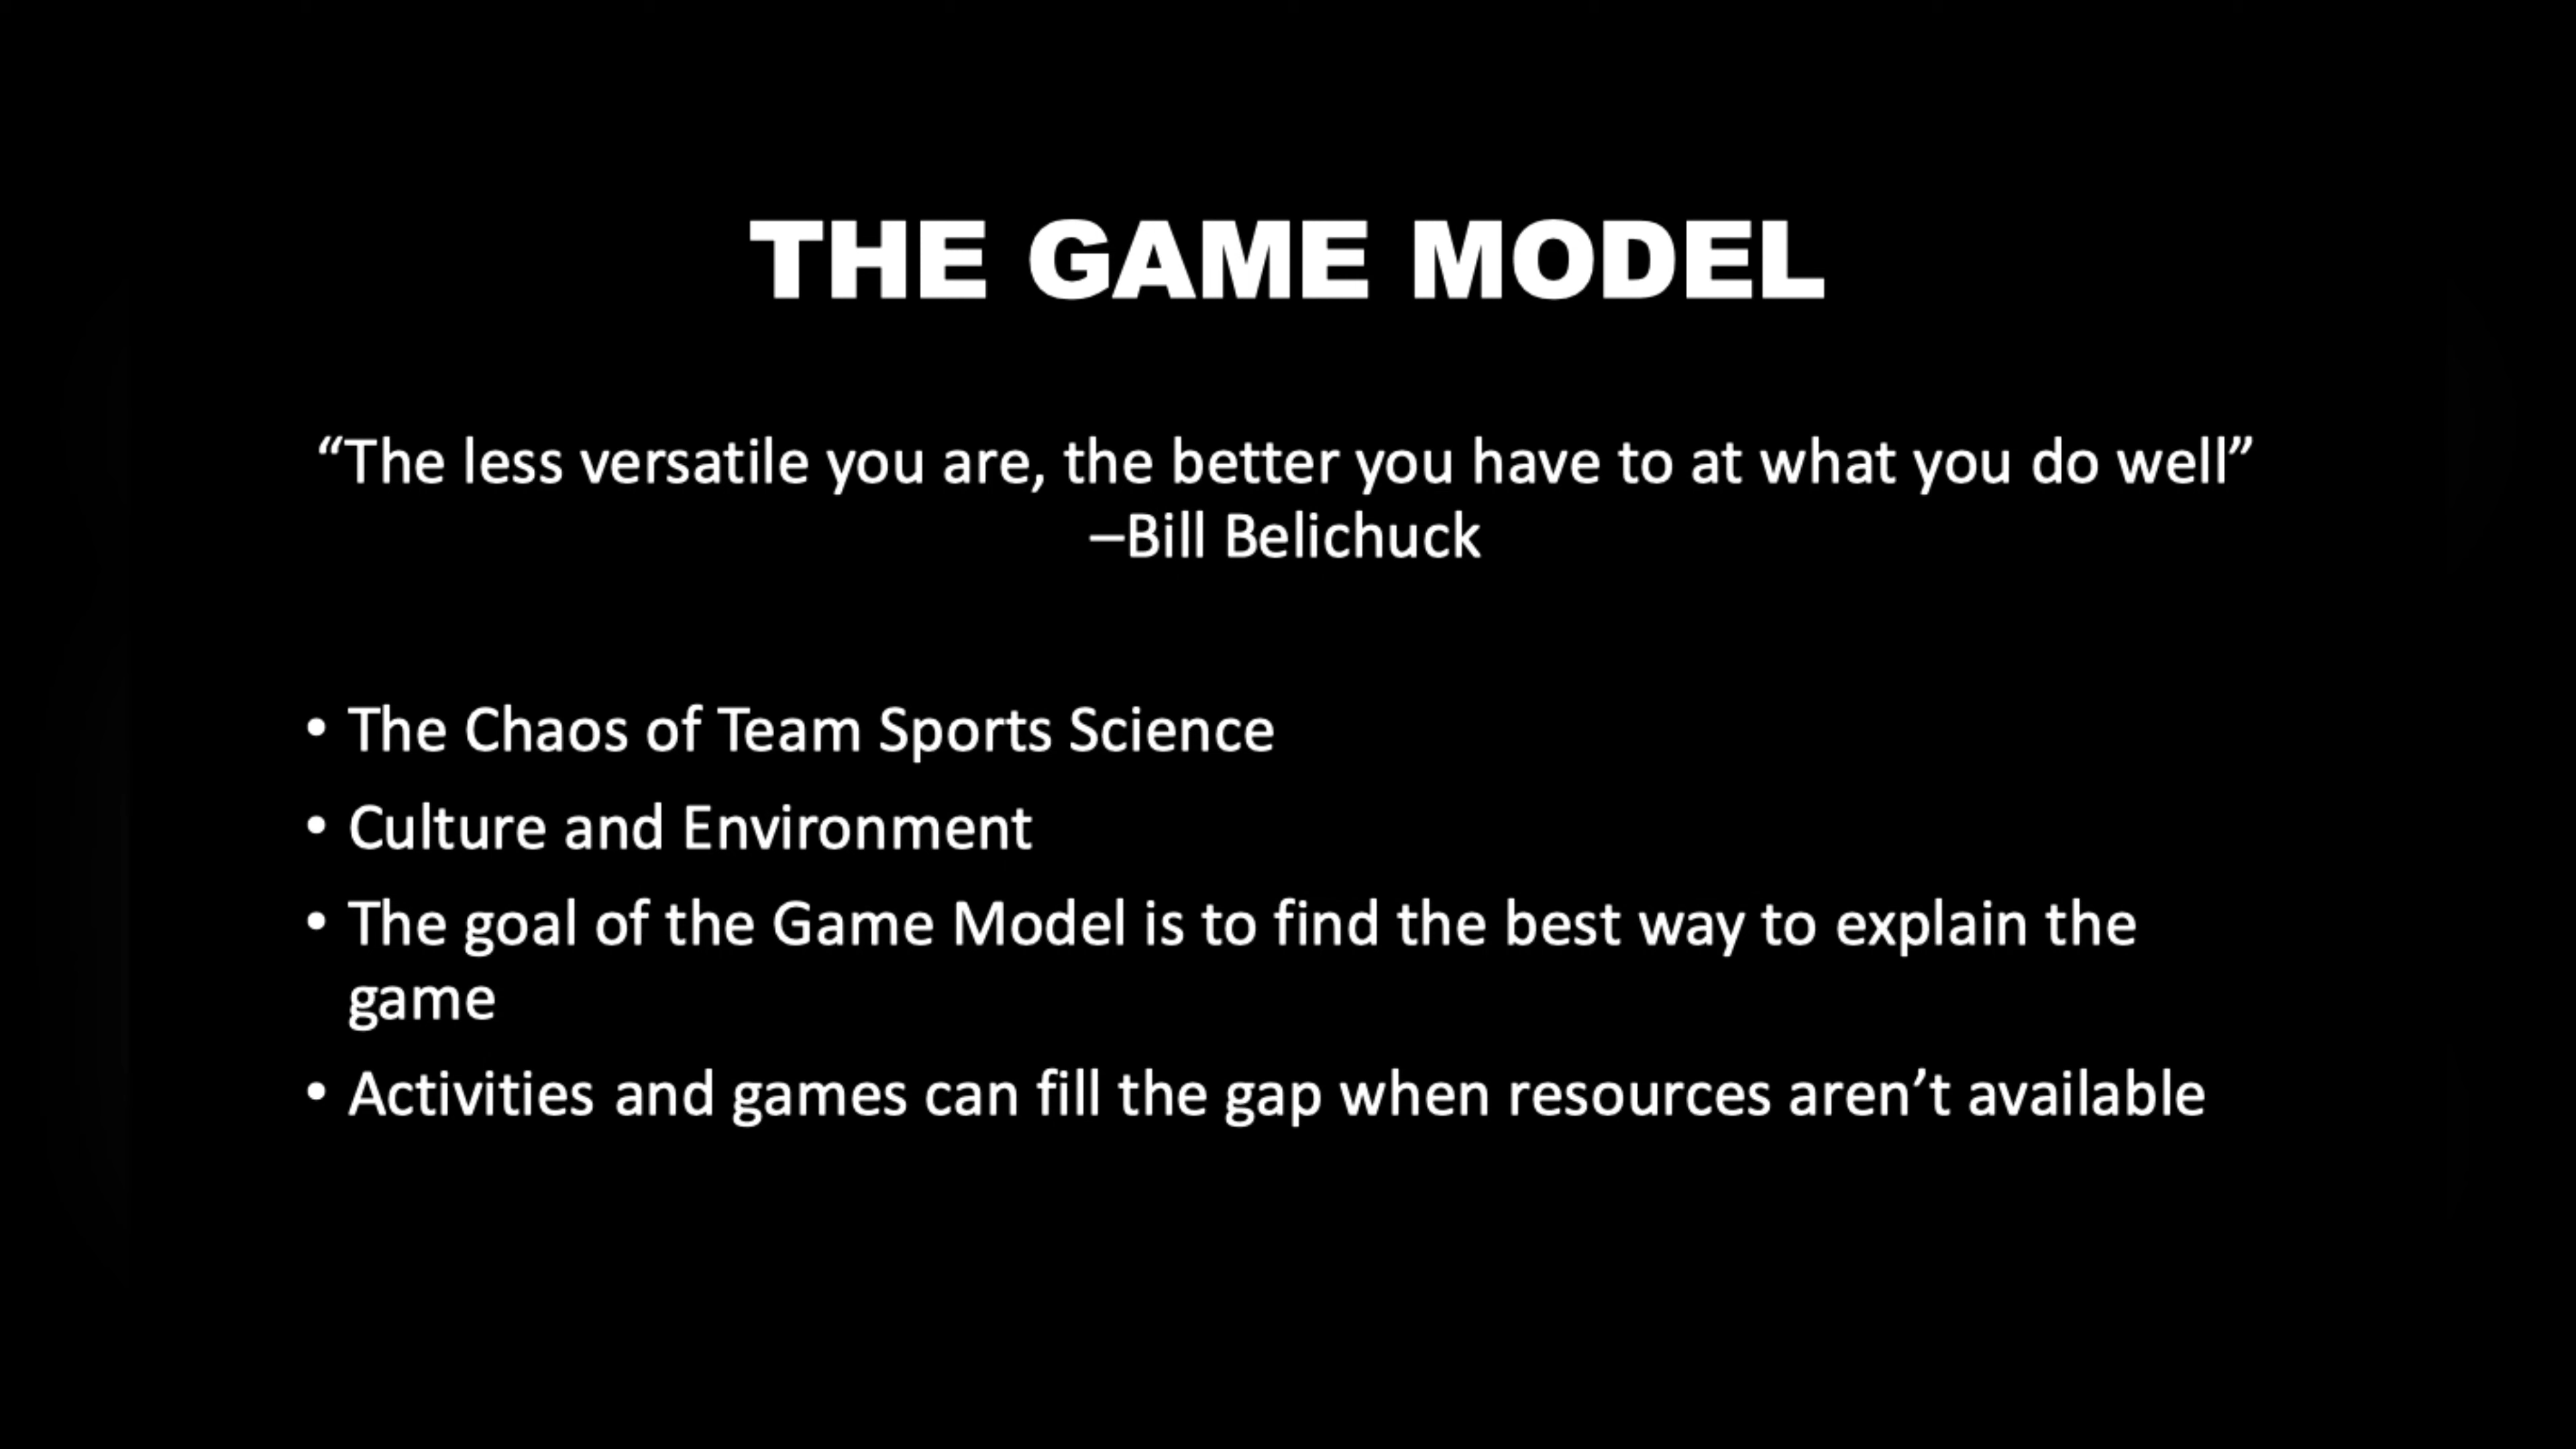 THE GAME MODEL
“The less versatile you are, the better you have to at what you do well”
–Bill Belichuck
• The Chaos of Team Sports Science
• Culture and Environment
• The goal of the Game Model is to find the best way to explain the
game
• Activities and games can fill the gap when resources aren’t available